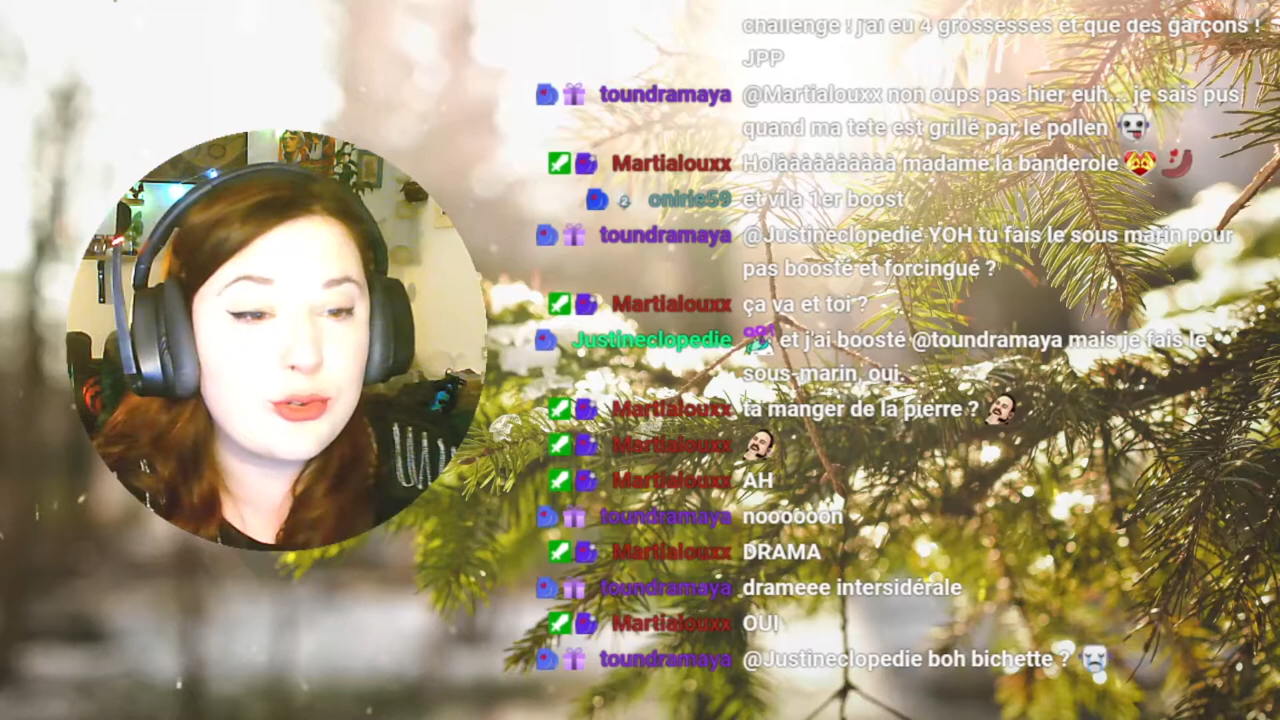 challenge ! j'ai eu 4 grossesses et que des garçons !
JPP
toundramaya @Martialouxx non oups pas hier euh... je sais pus
quand ma tete est grillé par le pollen
Martialouxx Holàààààààààà madame la banderole
2 onirie59 et vila 1er boost
toundramaya @Justineclopedie YOH tu fais le sous marin pour
pas boosté et forcingué ?
Martialouxx ça va et toi ?
Justineclopedie et j'ai boosté @toundramaya mais je fais le
sous-marin, oui.
Martialouxx ta manger de la pierre ?
Martialouxx
Martialouxx AH
toundramaya noooooon
Martialouxx DRAMA
toundramaya drameee intersidérale
Martialouxx OUI
toundramaya @Justineclopedie boh bichette ?